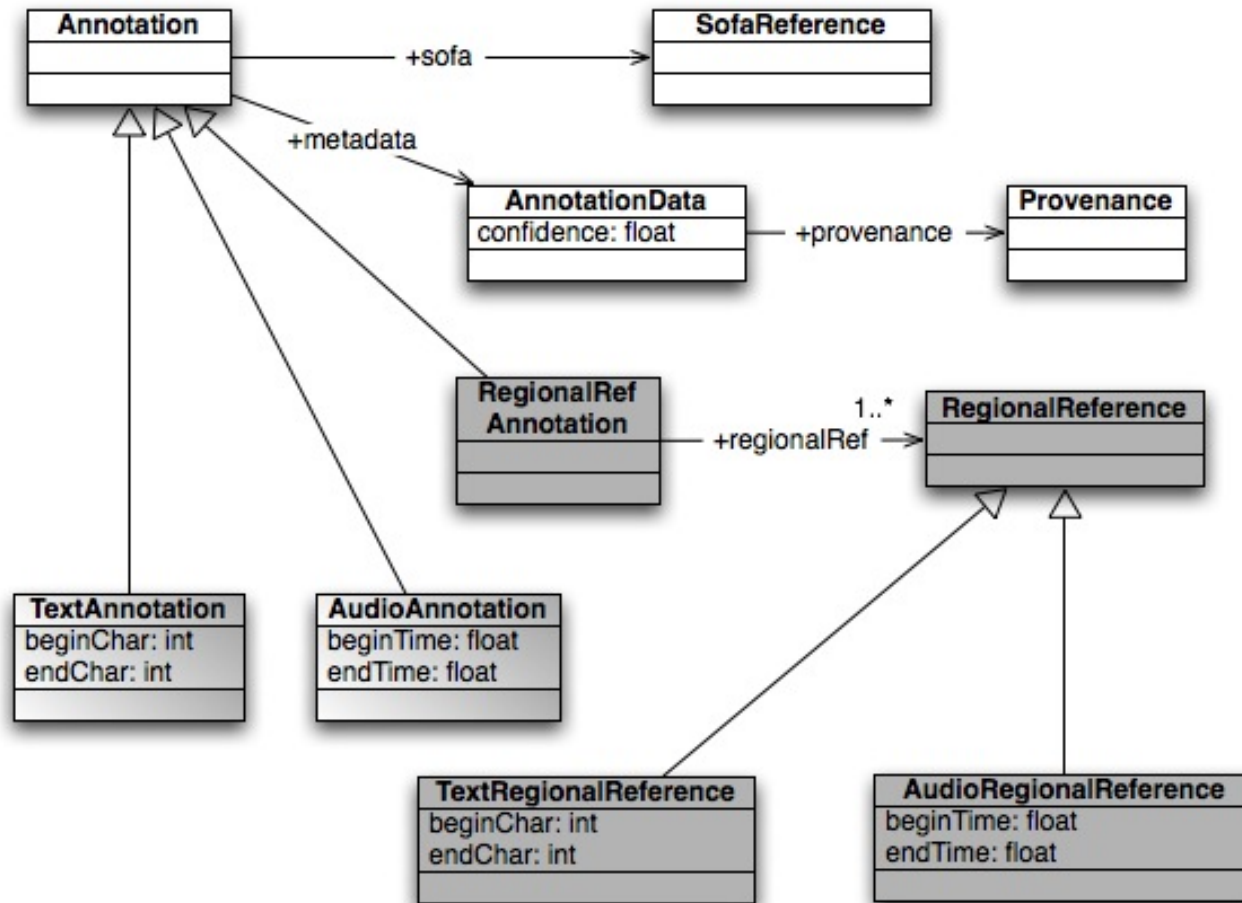 Annotation
SofaReference
+sofa
+metadata
AnnotationData
confidence: float
+provenance
Provenance
RegionalRef
Annotation
+regionalRef
1..*
RegionalReference
TextAnnotation
beginChar: int
endChar: int
AudioAnnotation
beginTime: float
endTime: float
TextRegionalReference
beginChar: int
endChar: int
AudioRegionalReference
beginTime: float
endTime: float